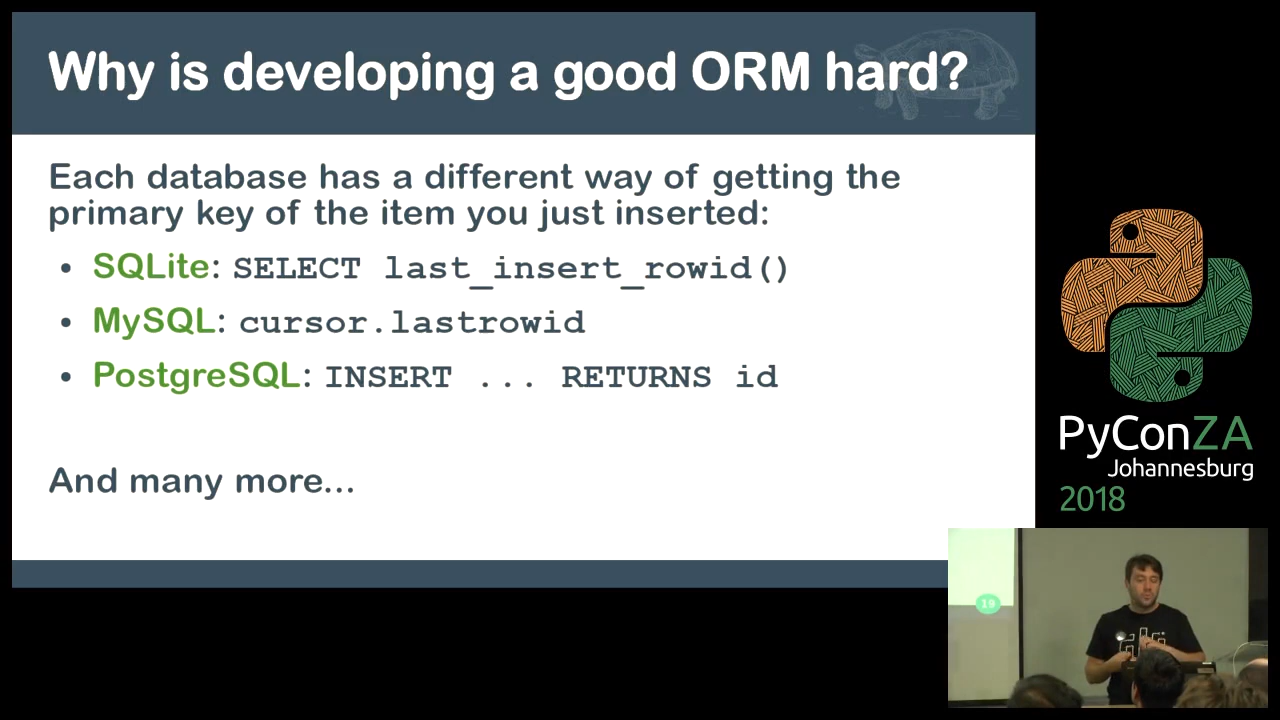 Why is developing a good ORM hard?
Each database has a different way of getting the
primary key of the item you just inserted:
• SQLite: SELECT last_insert_rowid()
• MySQL: cursor.lastrowid
• PostgreSQL: INSERT ... RETURNS id
And many more...
PyConZA
Johannesburg
2018
19